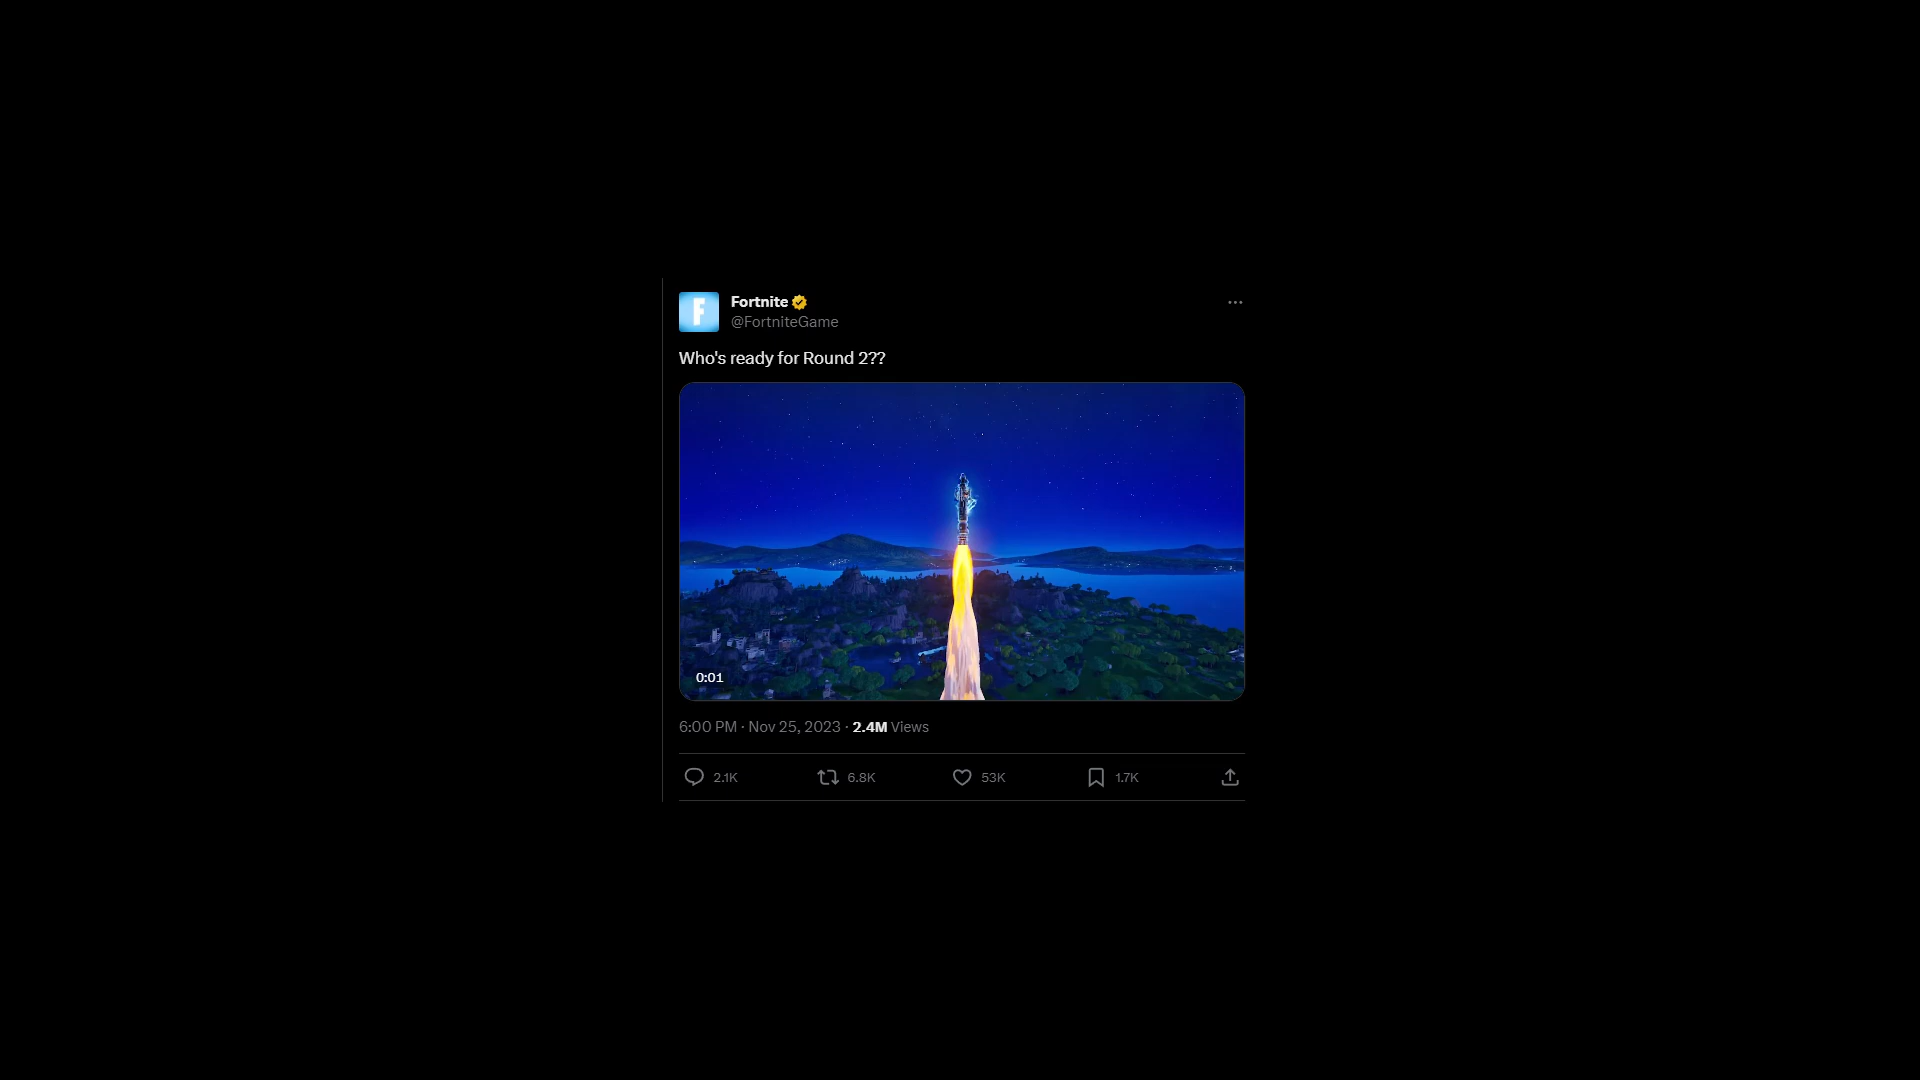 F
Fortnite
@FortniteGame
Who's ready for Round 2??
0:01
6:00 PM · Nov 25, 2023 · 2.4M Views
2.1K 6.8K 53K 1.7K